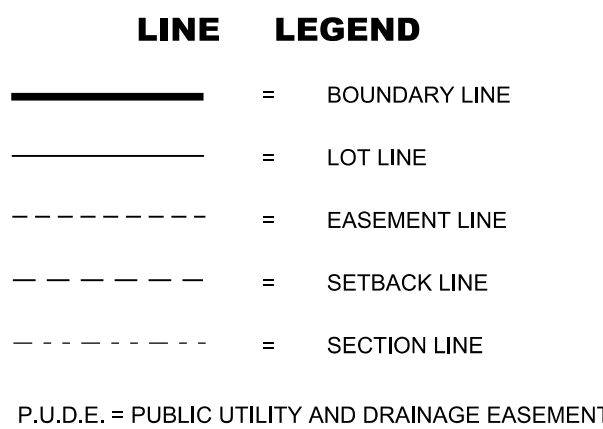 LINE LEGEND
= BOUNDARY LINE
= LOT LINE
= EASEMENT LINE
= SETBACK LINE
= SECTION LINE
P.U.D.E. = PUBLIC UTILITY AND DRAINAGE EASEMENT